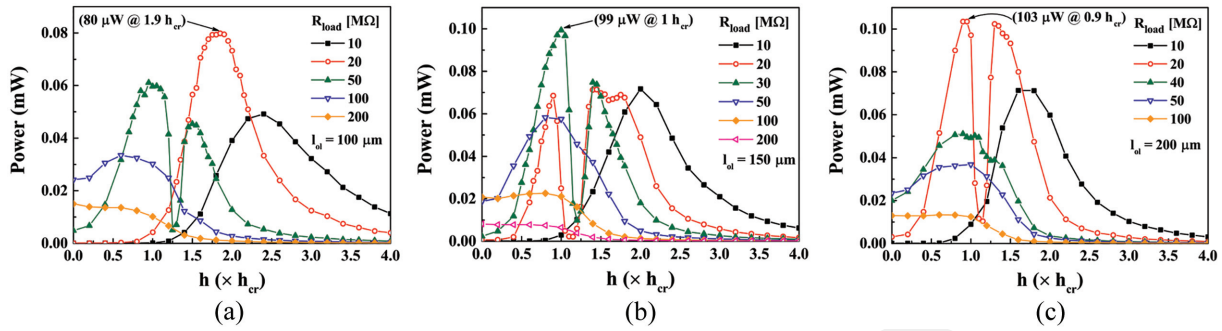 (80 μW @ 1.9 hcr)
Rload [MΩ]
10
20
50
100
200
lol = 100 μm
0.08
0.06
0.04
0.02
0.00
Power (mW)
0.0 0.5 1.0 1.5 2.0 2.5 3.0 3.5 4.0
h (× hcr)
(a)
(99 μW @ 1 hcr)
Rload [MΩ]
10
20
30
50
100
200
lol = 150 μm
0.10
0.08
0.06
0.04
0.02
0.00
Power (mW)
0.0 0.5 1.0 1.5 2.0 2.5 3.0 3.5 4.0
h (× hcr)
(b)
(103 μW @ 0.9 hcr)
Rload [MΩ]
10
20
40
50
100
lol = 200 μm
0.10
0.08
0.06
0.04
0.02
0.00
Power (mW)
0.0 0.5 1.0 1.5 2.0 2.5 3.0 3.5 4.0
h (× hcr)
(c)